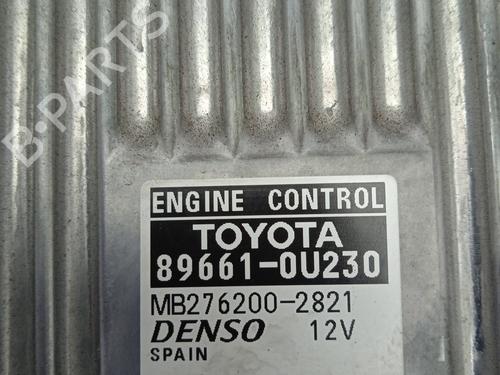 B-PARTS
ENGINE CONTROL
TOYOTA
89661-0U230
MB276200-2821
DENSO 12V
SPAIN